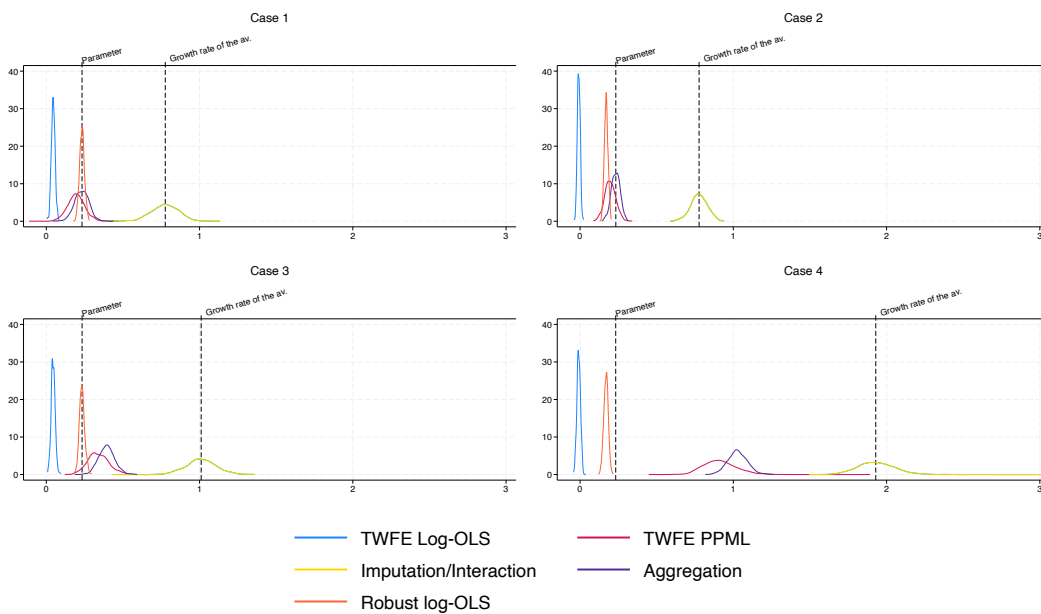 Case 1
Parameter
Growth rate of the av.
40
30
20
10
0
0 1 2 3
Case 2
Parameter
Growth rate of the av.
40
30
20
10
0
0 1 2 3
Case 3
Parameter
Growth rate of the av.
40
30
20
10
0
0 1 2 3
Case 4
Parameter
Growth rate of the av.
40
30
20
10
0
0 1 2 3
TWFE Log-OLS
TWFE PPML
Imputation/Interaction
Aggregation
Robust log-OLS